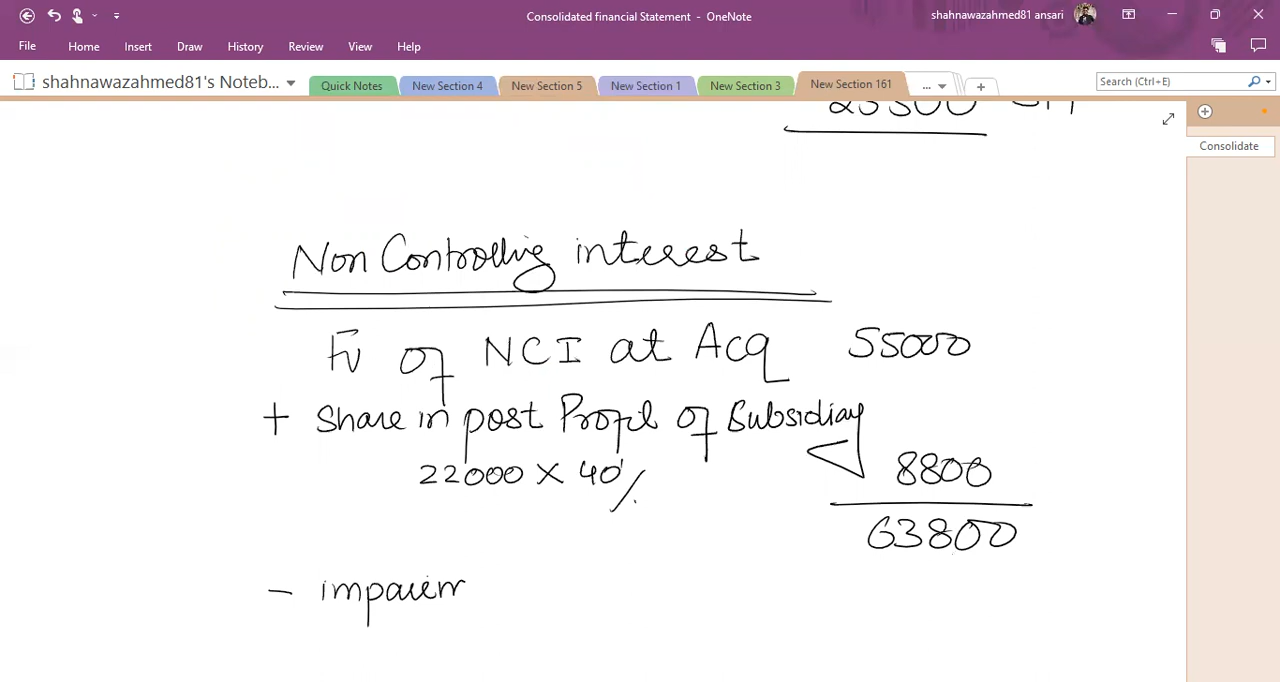 Consolidated financial Statement - OneNote
shahnawazahmed81 ansari
File Home Insert Draw History Review View Help
shahnawazahmed81's Noteb...
Quick Notes New Section 4 New Section 5 New Section 1 New Section 3 New Section 161 ...
Search (Ctrl+E)
Consolidate
Non Controlling interest
Fv of NCI at Acq 55000
+ Share in post Profit of Subsidiary
22000 X 40% 8800
63800
- impairm